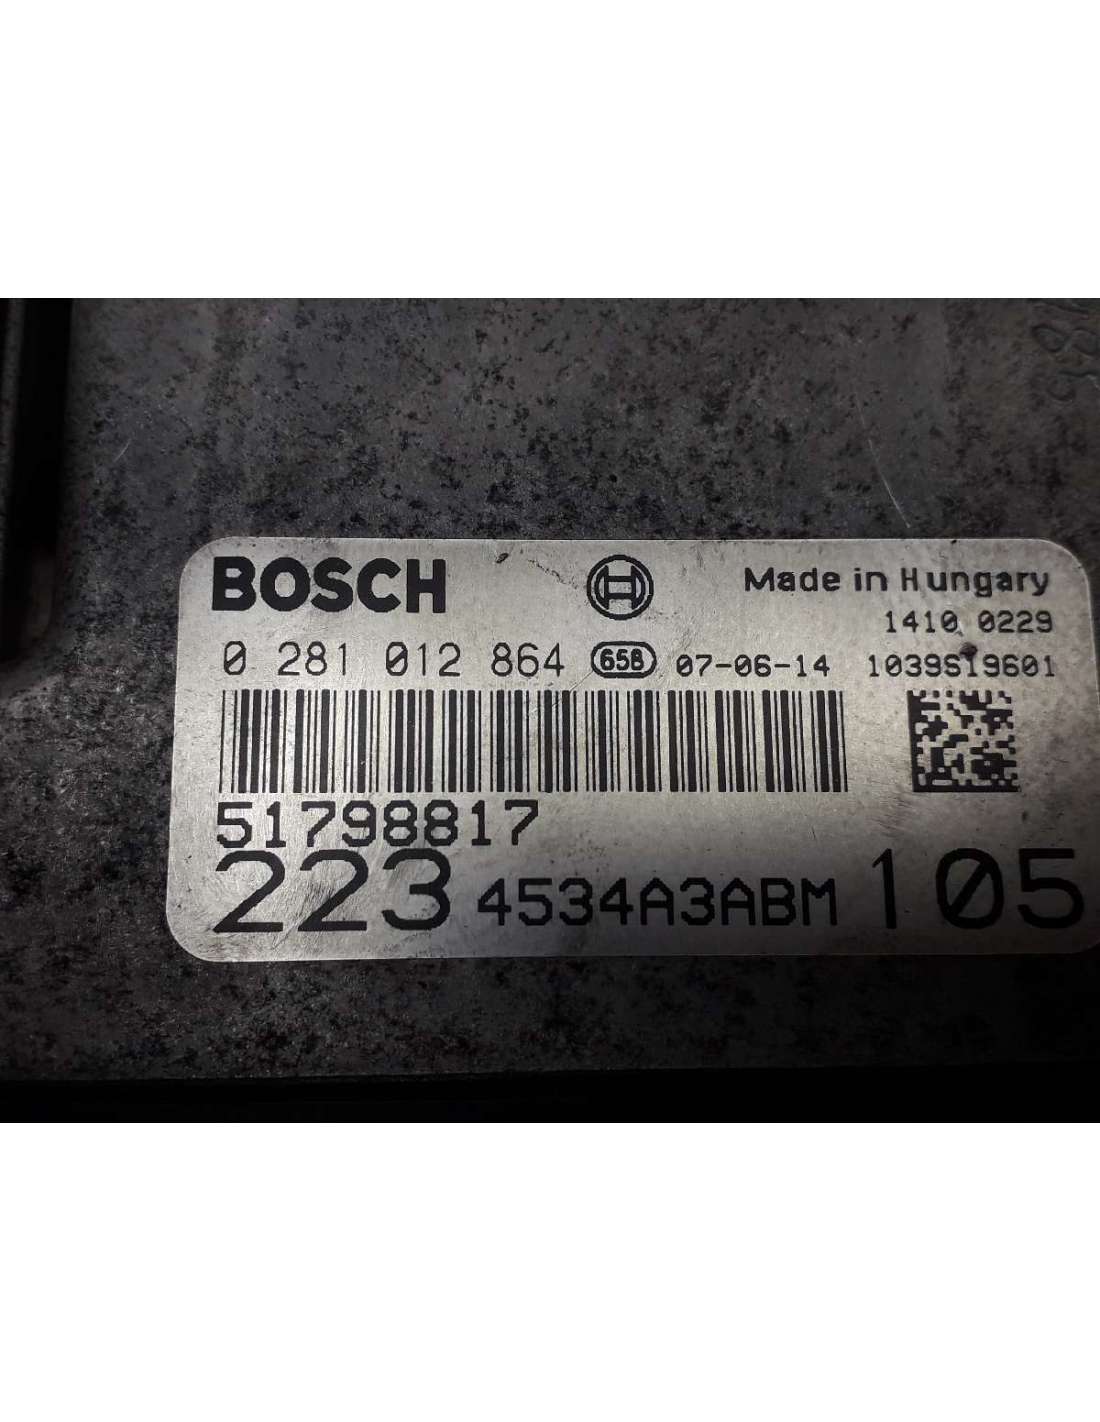 BOSCH Made in Hungary
1410 0229
0 281 012 864 658 07-06-14 1039S19601
51798817
223 4534A3ABM 105